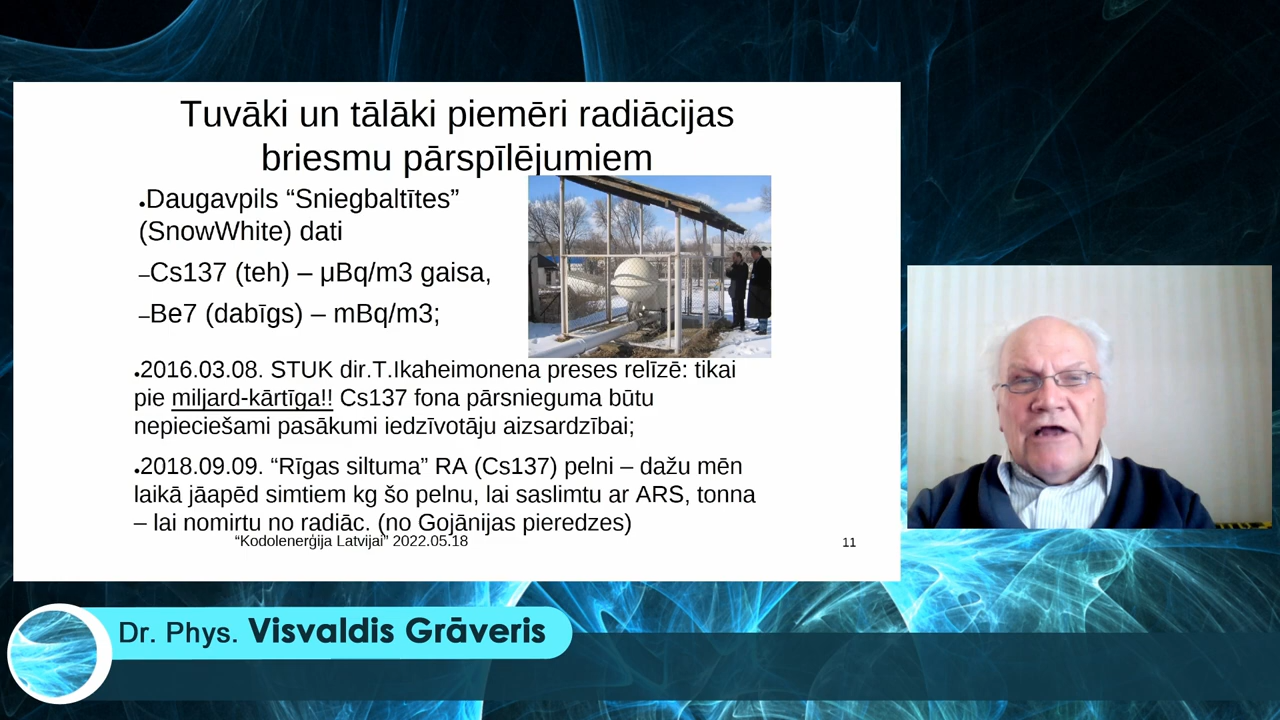 Tuvāki un tālāki piemēri radiācijas
briesmu pārspīlējumiem
•Daugavpils “Sniegbaltītes”
(SnowWhite) dati
–Cs137 (teh) – μBq/m3 gaisa,
–Be7 (dabīgs) – mBq/m3;
•2016.03.08. STUK dir.T.Ikaheimonena preses relīzē: tikai
pie miljard-kārtīga!! Cs137 fona pārsnieguma būtu
nepieciešami pasākumi iedzīvotāju aizsardzībai;
•2018.09.09. “Rīgas siltuma” RA (Cs137) pelni – dažu mēn
laikā jāapēd simtiem kg šo pelnu, lai saslimtu ar ARS, tonna
– lai nomirtu no radiāc. (no Gojānijas pieredzes)
“Kodolenerģija Latvijai” 2022.05.18
11
Dr. Phys. Visvaldis Grāveris